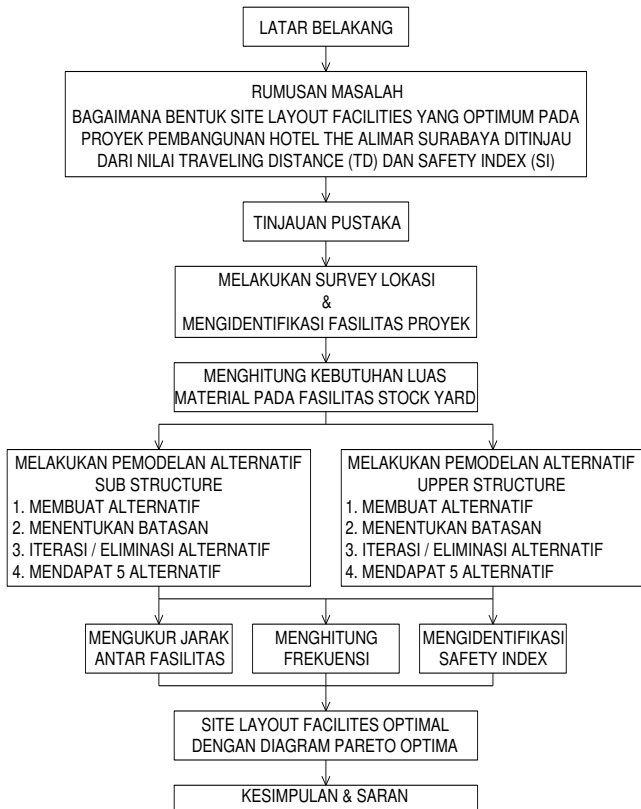 LATAR BELAKANG
RUMUSAN MASALAH
BAGAIMANA BENTUK SITE LAYOUT FACILITIES YANG OPTIMUM PADA
PROYEK PEMBANGUNAN HOTEL THE ALIMAR SURABAYA DITINJAU
DARI NILAI TRAVELING DISTANCE (TD) DAN SAFETY INDEX (SI)
TINJAUAN PUSTAKA
MELAKUKAN SURVEY LOKASI
&
MENGIDENTIFIKASI FASILITAS PROYEK
MENGHITUNG KEBUTUHAN LUAS
MATERIAL PADA FASILITAS STOCK YARD
MELAKUKAN PEMODELAN ALTERNATIF
SUB STRUCTURE
1. MEMBUAT ALTERNATIF
2. MENENTUKAN BATASAN
3. ITERASI / ELIMINASI ALTERNATIF
4. MENDAPAT 5 ALTERNATIF
MELAKUKAN PEMODELAN ALTERNATIF
UPPER STRUCTURE
1. MEMBUAT ALTERNATIF
2. MENENTUKAN BATASAN
3. ITERASI / ELIMINASI ALTERNATIF
4. MENDAPAT 5 ALTERNATIF
MENGUKUR JARAK
ANTAR FASILITAS
MENGHITUNG
FREKUENSI
MENGIDENTIFIKASI
SAFETY INDEX
SITE LAYOUT FACILITES OPTIMAL
DENGAN DIAGRAM PARETO OPTIMA
KESIMPULAN & SARAN